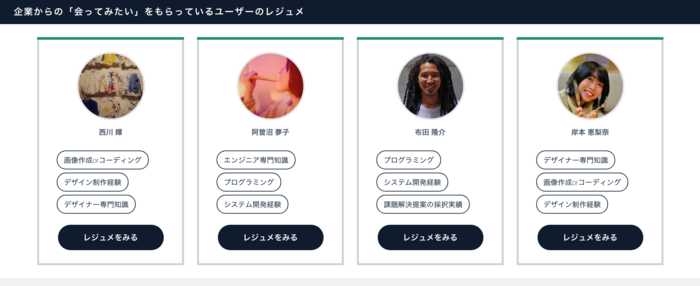 企業からの「会ってみたい」をもらっているユーザーのレジュメ
西川 輝
画像作成orコーディング
デザイン制作経験
デザイナー専門知識
レジュメをみる
阿曽沼 夢子
エンジニア専門知識
プログラミング
システム開発経験
レジュメをみる
布田 隆介
プログラミング
システム開発経験
課題解決提案の採択実績
レジュメをみる
岸本 恵梨奈
デザイナー専門知識
画像作成orコーディング
デザイン制作経験
レジュメをみる